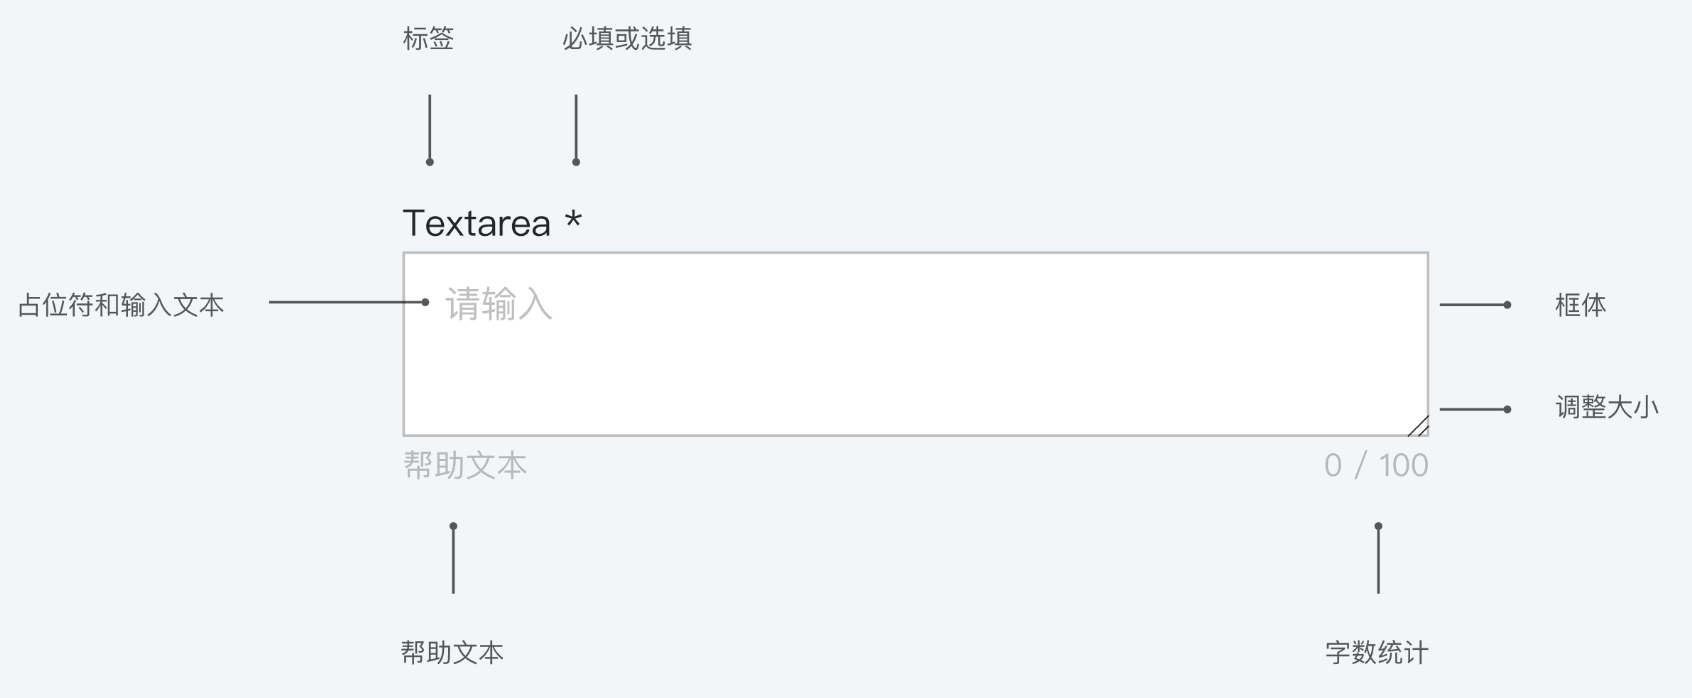 标签
必填或选填
Textarea *
占位符和输入文本
请输入
框体
调整大小
帮助文本
0 / 100
帮助文本
字数统计